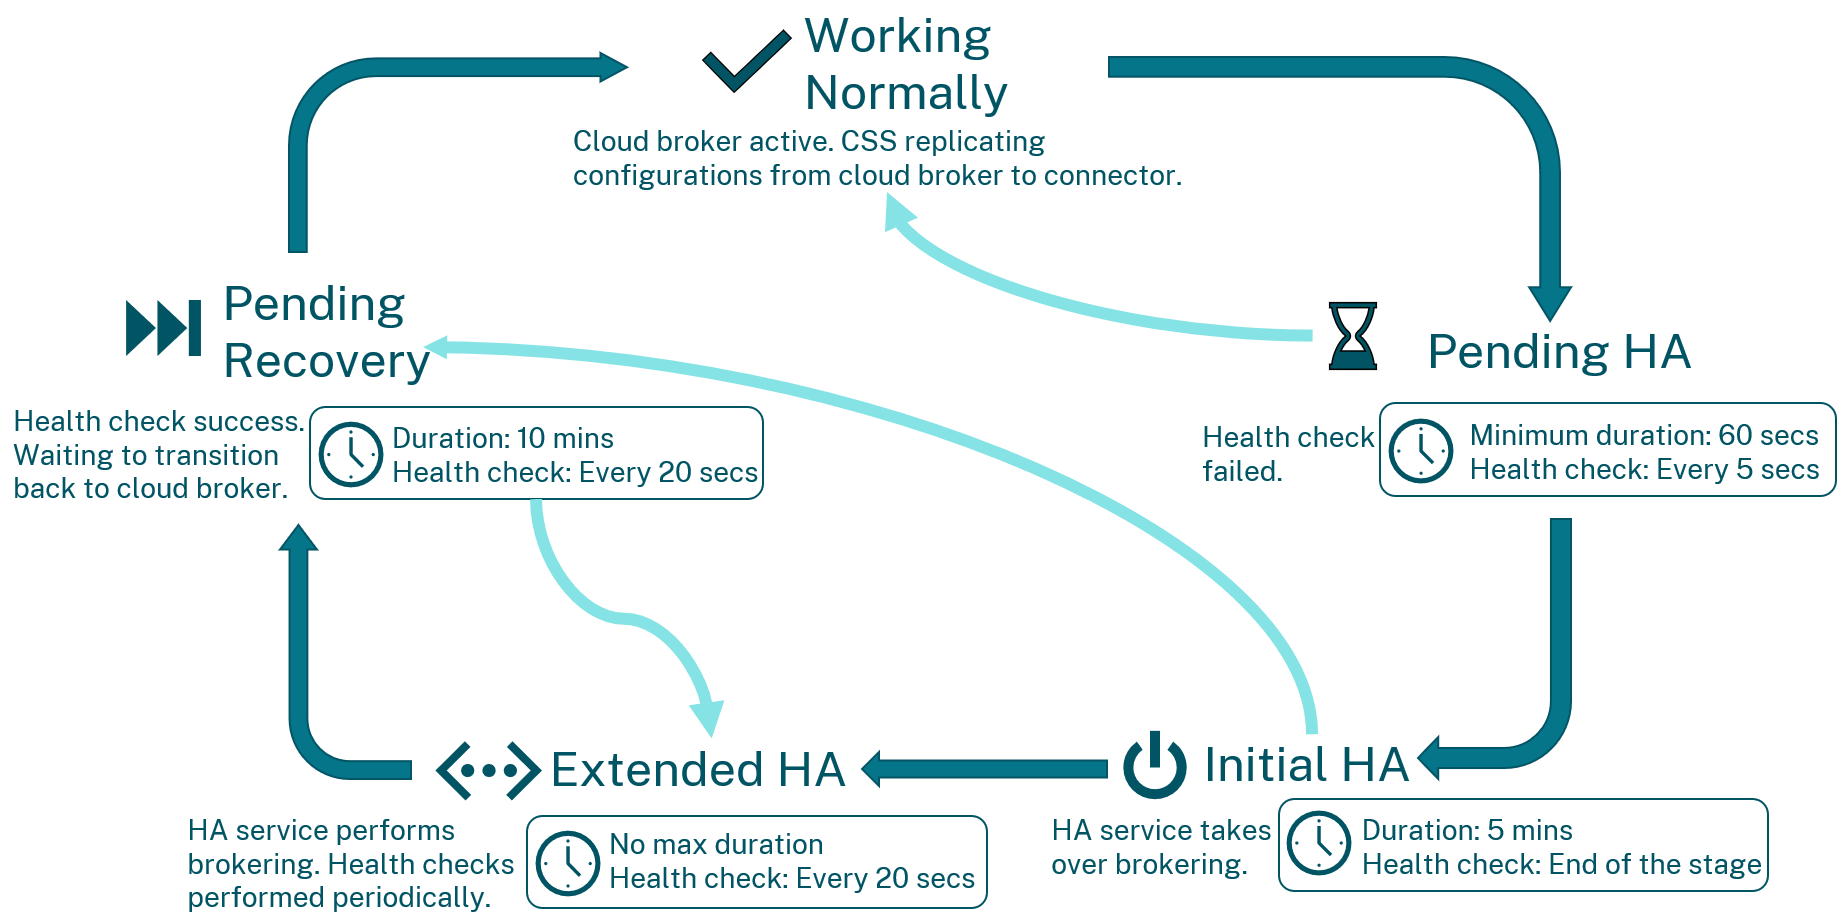 Working
Normally
Cloud broker active. CSS replicating
configurations from cloud broker to connector.
Pending HA
Health check
failed.
Minimum duration: 60 secs
Health check: Every 5 secs
Initial HA
HA service takes
over brokering.
Duration: 5 mins
Health check: End of the stage
Extended HA
HA service performs
brokering. Health checks
performed periodically.
No max duration
Health check: Every 20 secs
Pending
Recovery
Health check success.
Waiting to transition
back to cloud broker.
Duration: 10 mins
Health check: Every 20 secs